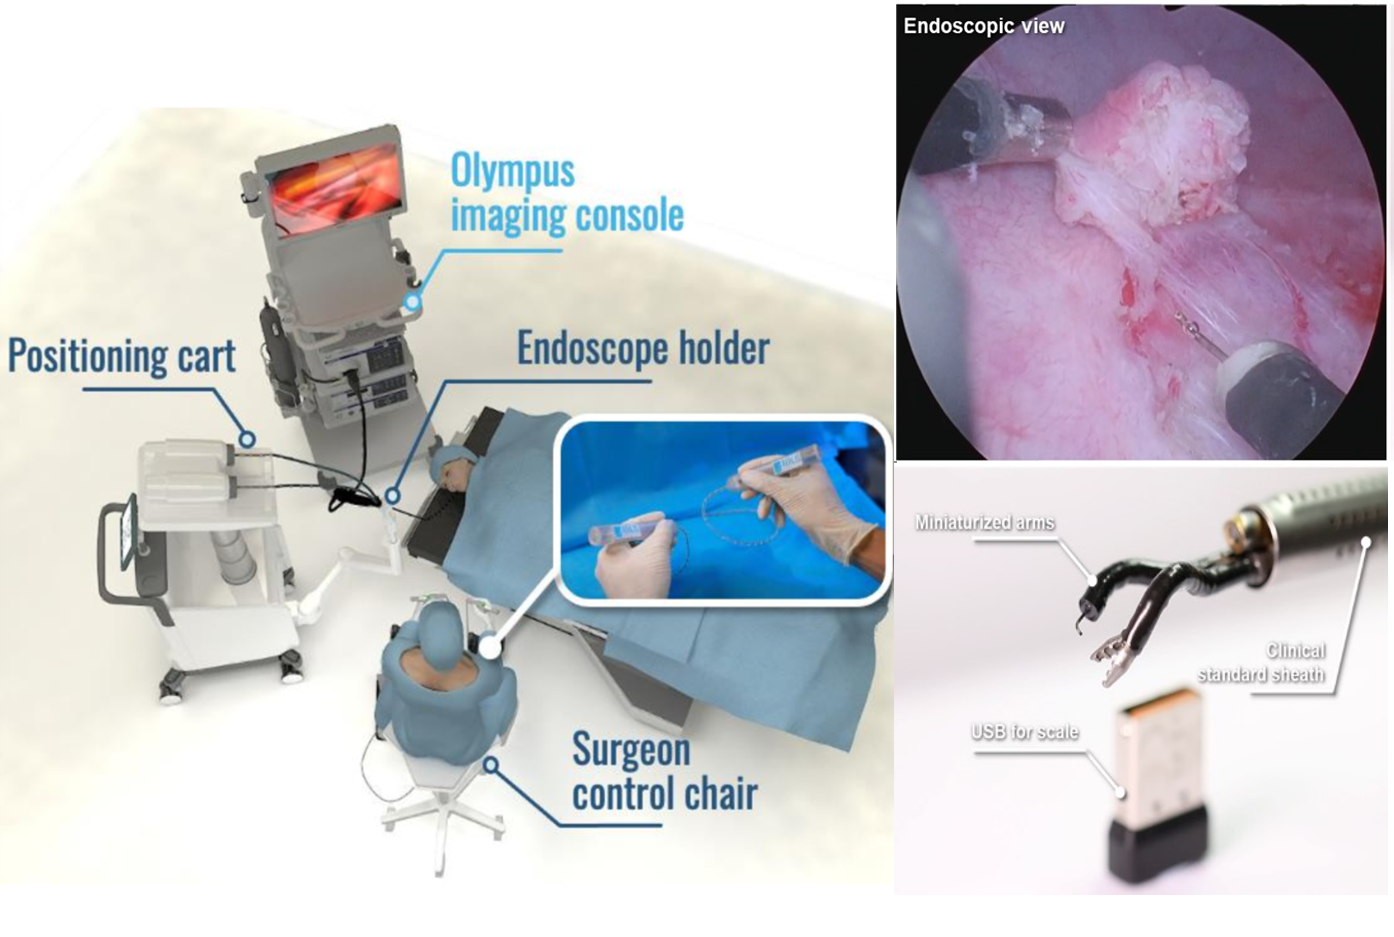 Endoscopic view
Olympus
imaging console
Positioning cart
Endoscope holder
Surgeon
control chair
Miniaturized arms
Clinical
standard sheath
USB for scale